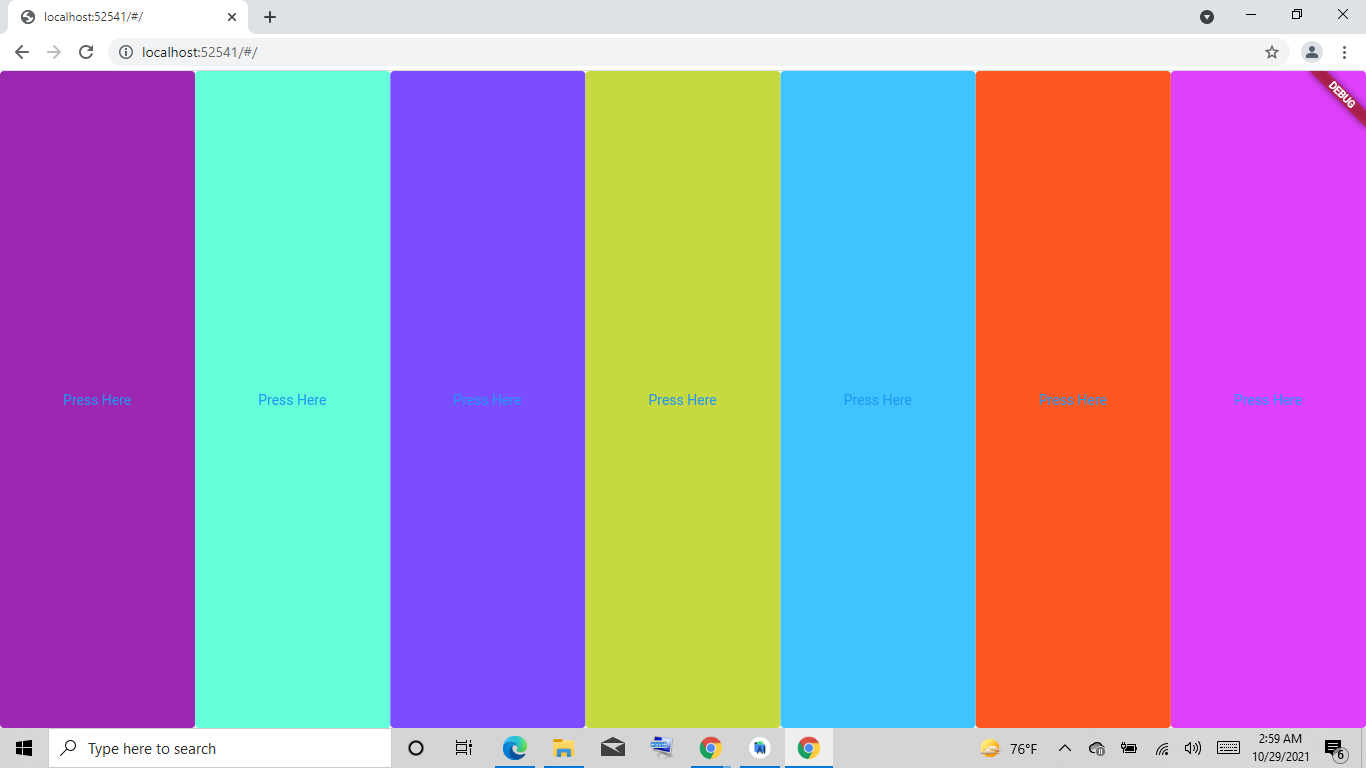 localhost:52541/#/
localhost:52541/#/
DEBUG
Press Here Press Here Press Here Press Here Press Here Press Here Press Here
Type here to search
76°F
2:59 AM
10/29/2021
6